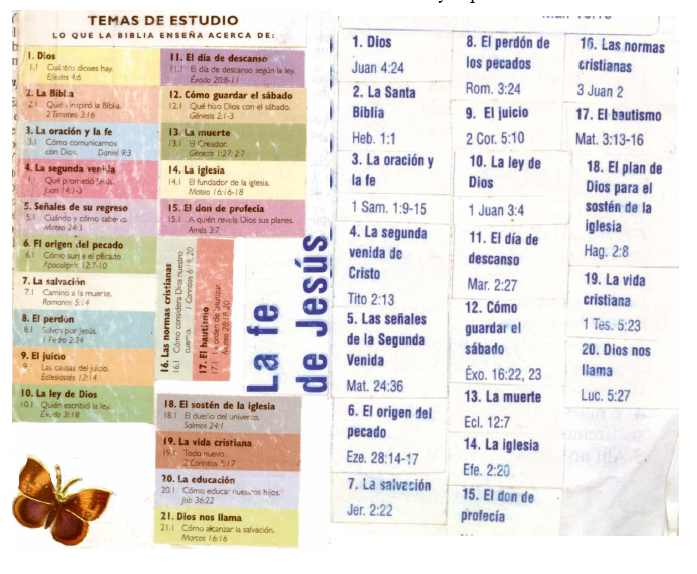 TEMAS DE ESTUDIO
LO QUE LA BIBLIA ENSEÑA ACERCA DE:
1. Dios
1.1 Cuántos dioses hay.
Efesios 4:6
2. La Biblia
2.1 Quién inspiró la Biblia.
2 Timoteo 3:16
3. La oración y la fe
3.1 Cómo comunicarnos
con Dios. Daniel 9:3
4. La segunda venida
4.1 Qué prometió Jesús.
Juan 14:1-3
5. Señales de su regreso
5.1 Cuándo y cómo
Mateo 24:3
6. El origen del pecado
6.1 Cómo surge el pecado.
Apocalipsis 12:7-10
7. La salvación
7.1 Camino a la muerte.
Romanos 5:14
8. El perdón
8.1 Salvos por Jesús.
1 Pedro 2:24
9. El juicio
9.1 Las causas del juicio.
Eclesiastés 12:14
10. La ley de Dios
10.1 Quién escribió la ley.
Éxodo 31:18
11. El día de descanso
11.1 El día de descanso según la ley.
Éxodo 20:8-11
12. Cómo guardar el sábado
12.1 Qué hizo Dios con el sábado.
Génesis 2:1-3
13. La muerte
13.1 El Creador.
Génesis 1:27; 2:7
14. La iglesia
14.1 El fundador de la iglesia.
Mateo 16:16-18
15. El don de profecía
15.1 A quién revela Dios sus planes.
Amós 3:7
16. Las normas cristianas
16.1 Cómo considera Dios nuestro
cuerpo. 1 Corintios 6:19, 20
17. El bautismo
17.1 La orden de bautizar.
Mateo 28:18-20
18. El sostén de la iglesia
18.1 El dueño del universo.
Salmos 24:1
19. La vida cristiana
19.1 Todo nuevo.
2 Corintios 5:17
20. La educación
20.1 Cómo educar nuestros hijos.
Job 36:22
21. Dios nos llama
21.1 Cómo alcanzar la salvación.
Marcos 16:16
La fe
de Jesús
1. Dios
Juan 4:24
2. La Santa
Biblia
Heb. 1:1
3. La oración y
la fe
1 Sam. 1:9-15
4. La segunda
venida de
Cristo
Tito 2:13
5. Las señales
de la Segunda
Venida
Mat. 24:36
6. El origen del
pecado
Eze. 28:14-17
7. La salvación
Jer. 2:22
8. El perdón de
los pecados
Rom. 3:24
9. El juicio
2 Cor. 5:10
10. La ley de
Dios
1 Juan 3:4
11. El día de
descanso
Mar. 2:27
12. Cómo
guardar el
sábado
Éxo. 16:22, 23
13. La muerte
Ecl. 12:7
14. La iglesia
Efe. 2:20
15. El don de
profecía
16. Las normas
cristianas
3 Juan 2
17. El bautismo
Mat. 3:13-16
18. El plan de
Dios para el
sostén de la
iglesia
Hag. 2:8
19. La vida
cristiana
1 Tes. 5:23
20. Dios nos
llama
Luc. 5:27